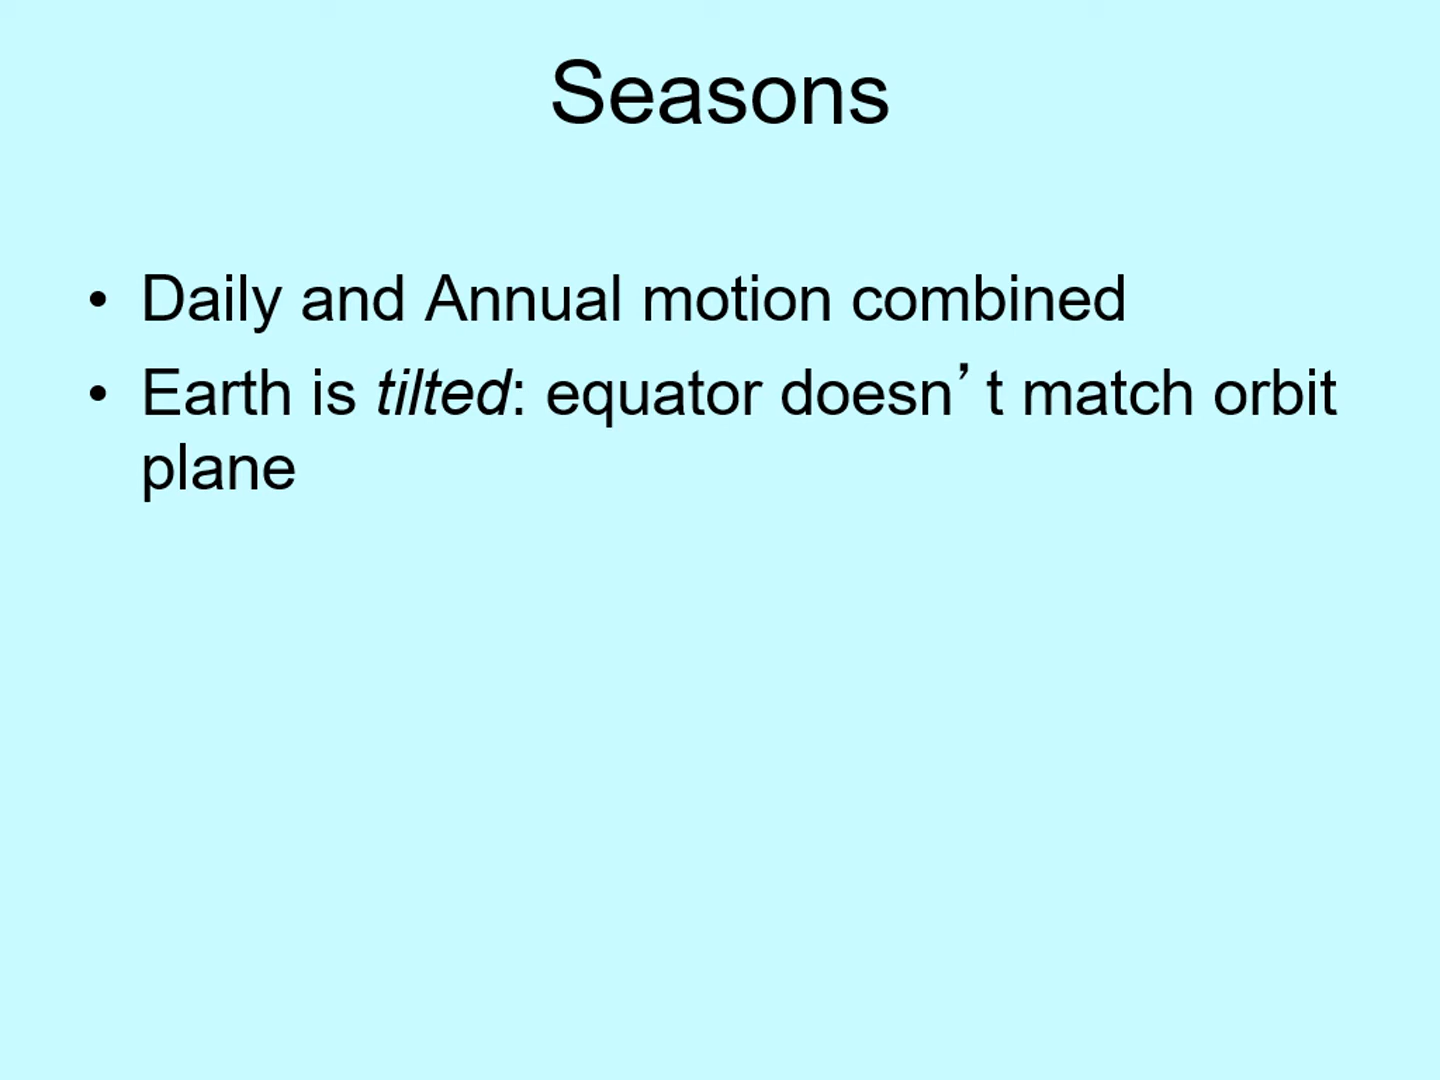 Seasons
• Daily and Annual motion combined
• Earth is tilted: equator doesn’t match orbit
plane